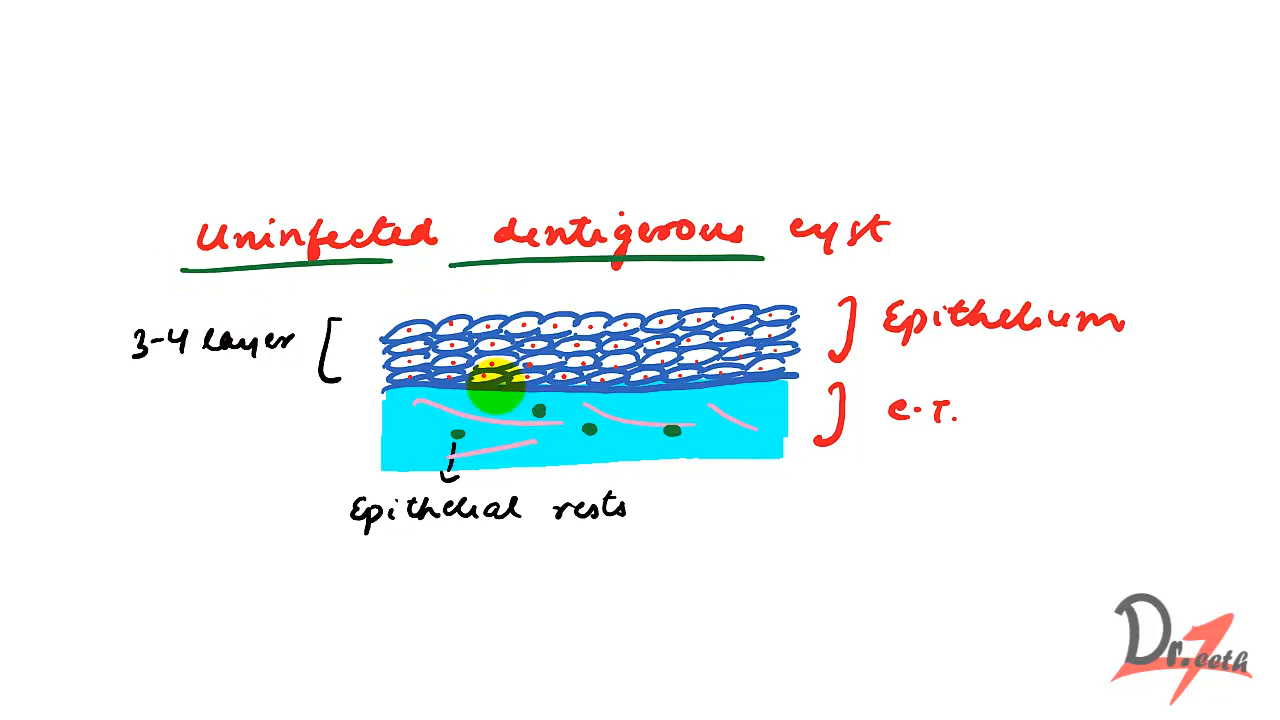 uninfected dentigerous cyst
3-4 layer
Epithelium
C.T.
Epithelial rests
Dr. Teeth